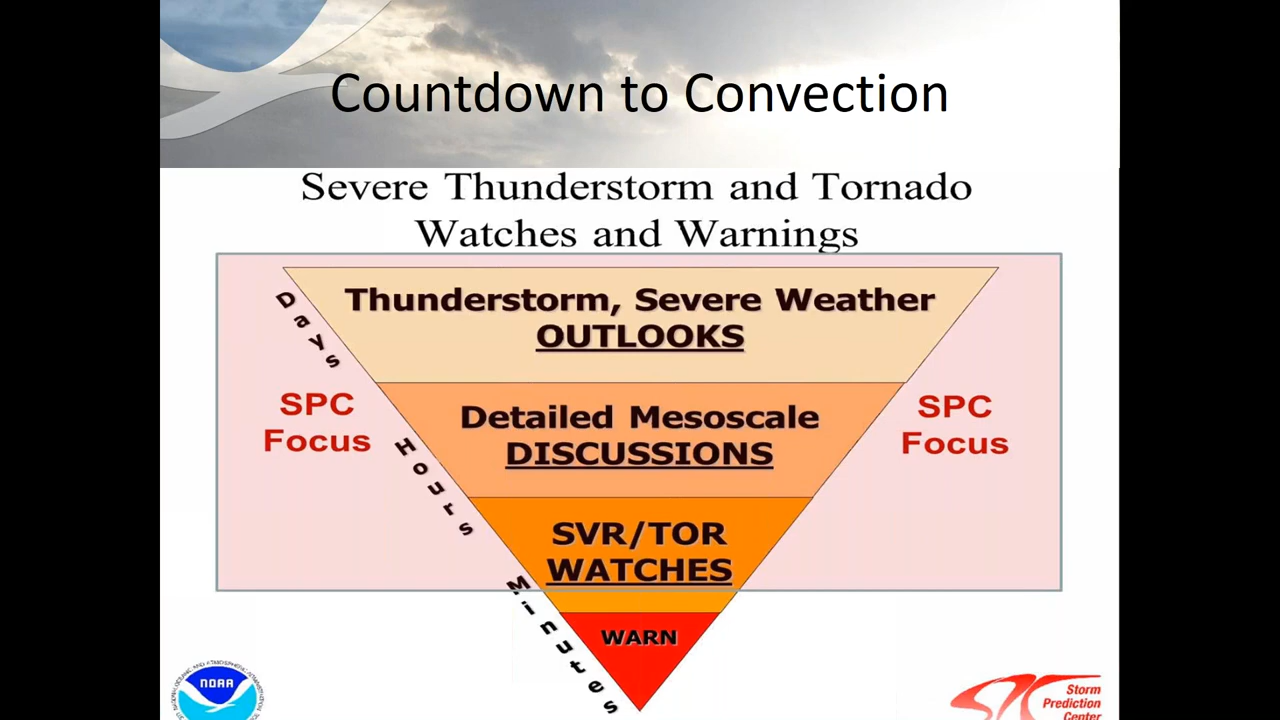 Countdown to Convection
Severe Thunderstorm and Tornado
Watches and Warnings
Days
Thunderstorm, Severe Weather
OUTLOOKS
SPC
Focus
Hours
Detailed Mesoscale
DISCUSSIONS
SPC
Focus
SVR/TOR
WATCHES
Minutes
WARN
NOAA
SPC
Storm
Prediction
Center